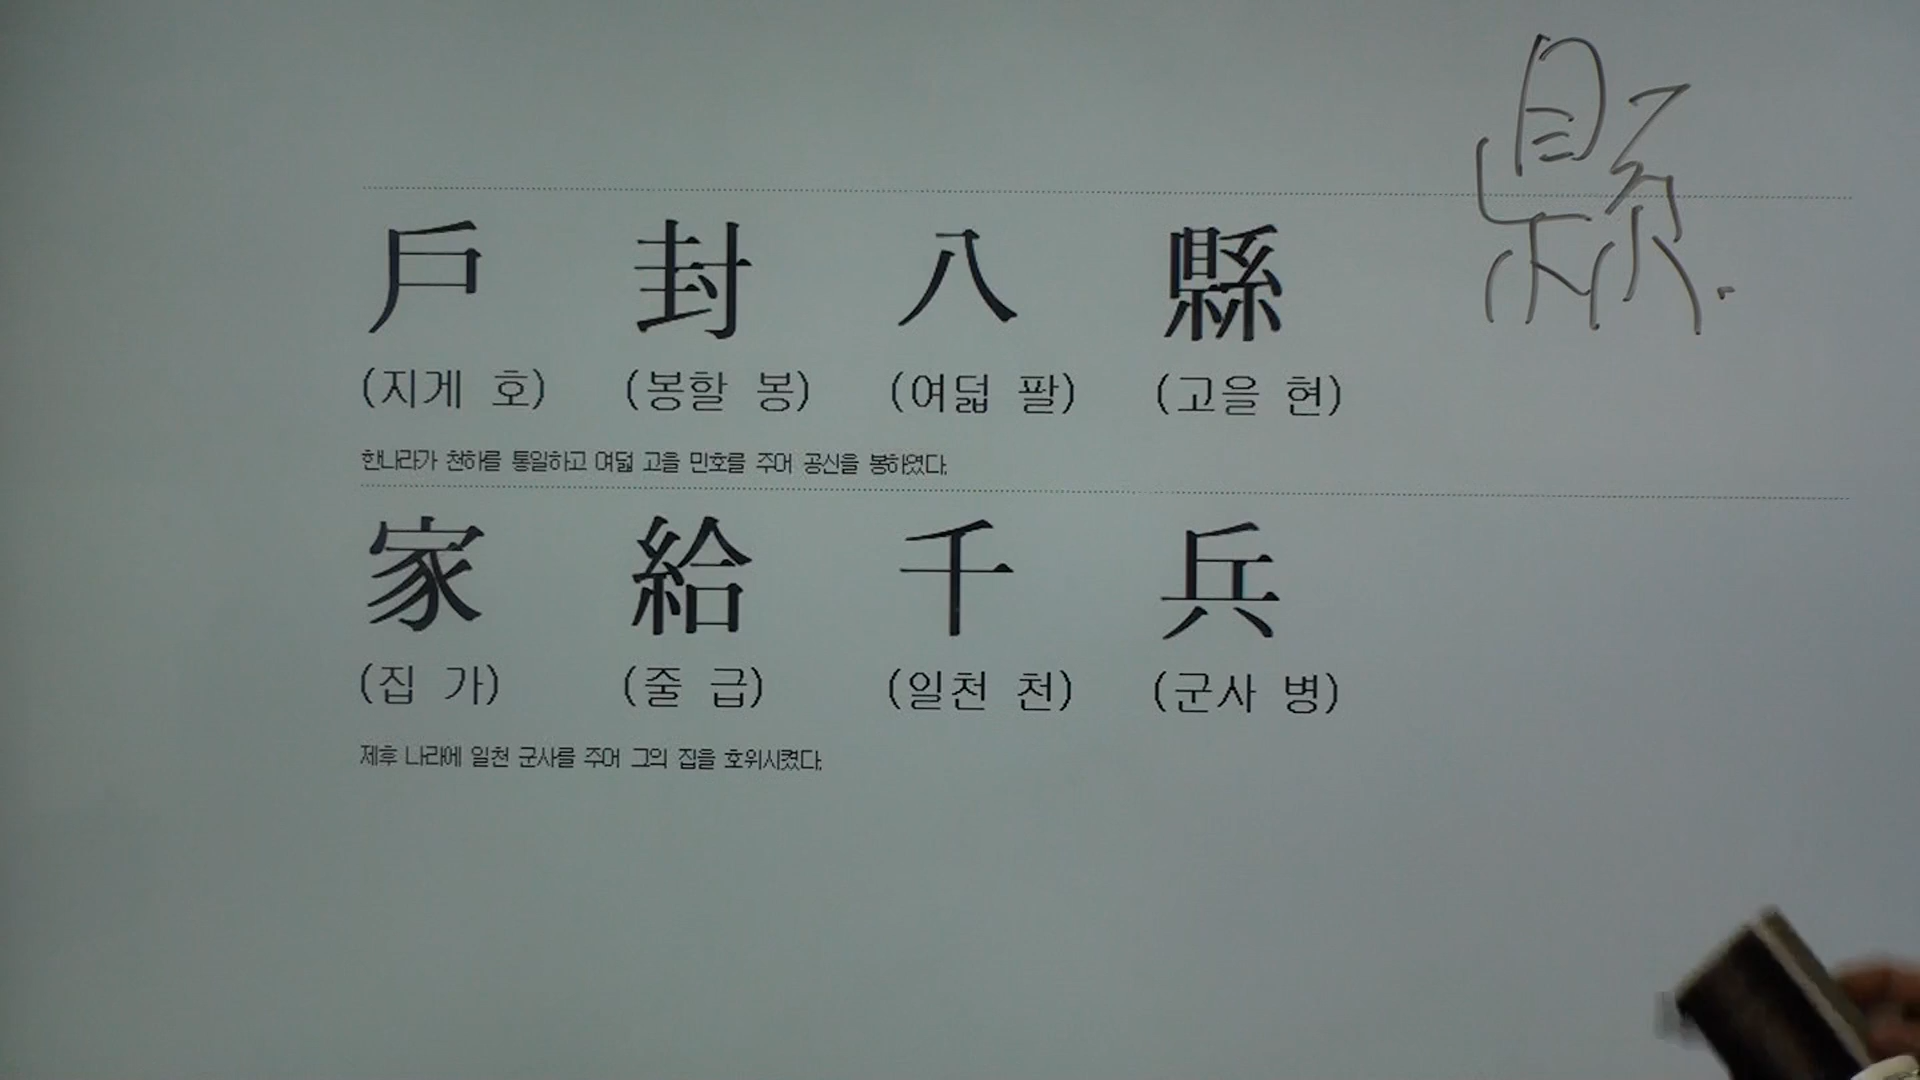 縣
戶 封 八 縣
(지게 호) (봉할 봉) (여덟 팔) (고을 현)
한나라가 천하를 통일하고 여덟 고을 민호를 주어 공신을 봉하였다.
家 給 千 兵
(집 가) (줄 급) (일천 천) (군사 병)
제후 나라에 일천 군사를 주어 그의 집을 호위시켰다.